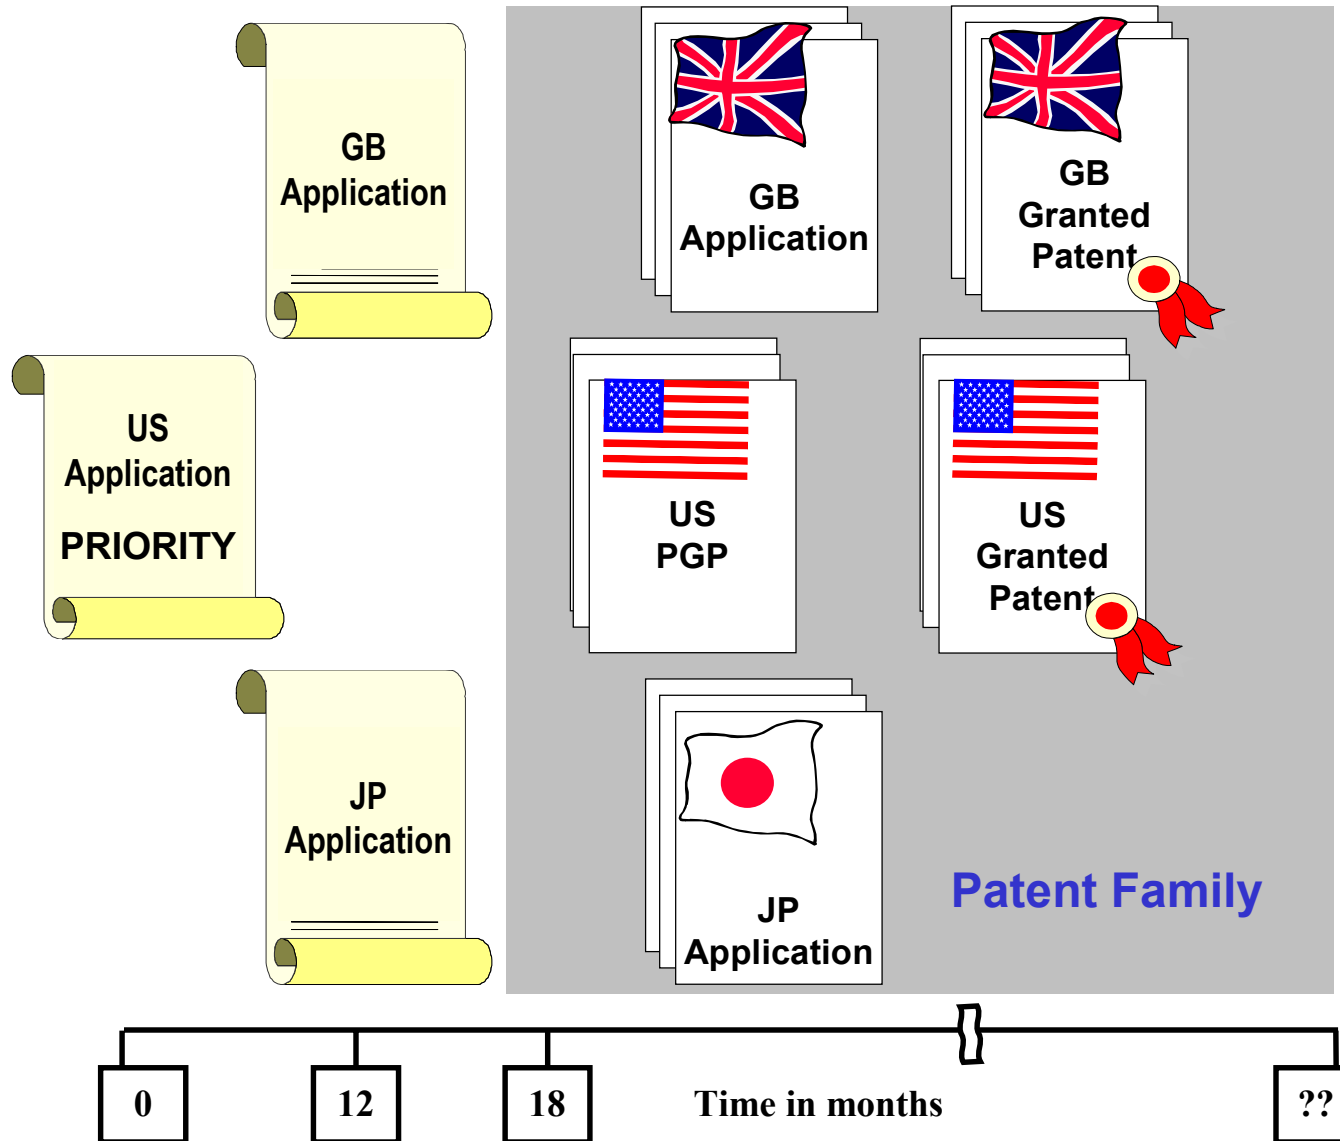 GB
Application
GB
Application
GB
Granted
Patent
US
Application
PRIORITY
US
PGP
US
Granted
Patent
JP
Application
JP
Application
Patent Family
0
12
18
Time in months
??